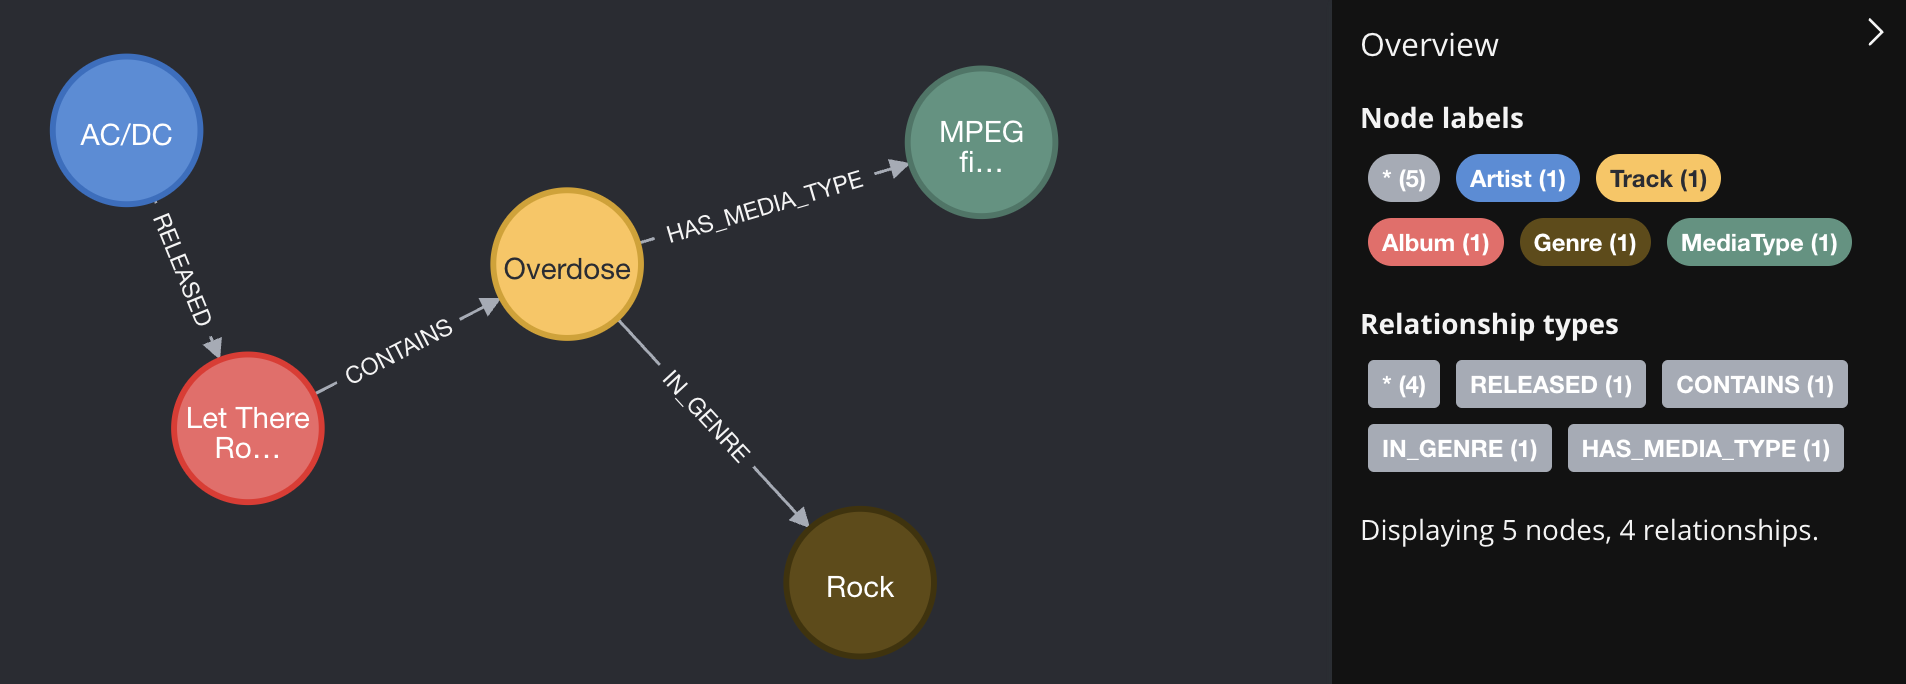 AC/DC
RELEASED
Let There
Ro...
CONTAINS
Overdose
HAS_MEDIA_TYPE
MPEG
fi...
IN_GENRE
Rock
Overview
Node labels
* (5) Artist (1) Track (1)
Album (1) Genre (1) MediaType (1)
Relationship types
* (4) RELEASED (1) CONTAINS (1)
IN_GENRE (1) HAS_MEDIA_TYPE (1)
Displaying 5 nodes, 4 relationships.